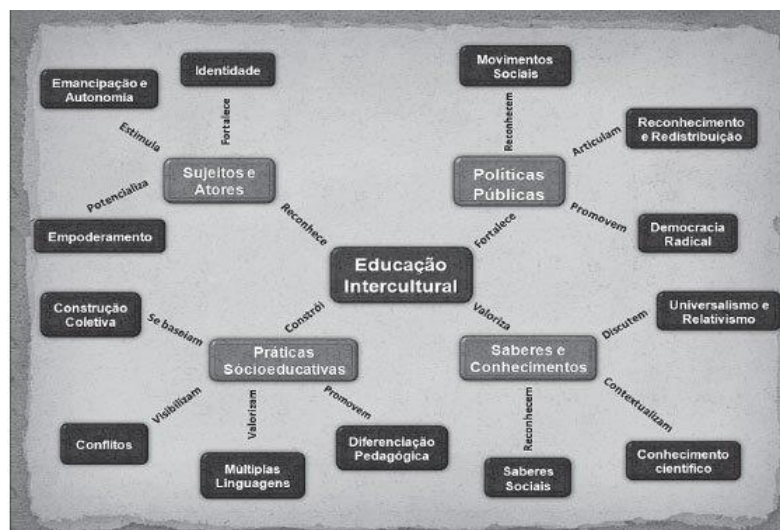 Emancipação e
Autonomia
Identidade
Movimentos
Sociais
Reconhecimento
e Redistribuição
Estimula
Fortalece
Reconhecem
Articulam
Sujeitos e
Atores
Políticas
Públicas
Potencializa
Reconhece
Fortalece
Promovem
Empoderamento
Democracia
Radical
Educação
Intercultural
Construção
Coletiva
Se baseiam
Constrói
Valoriza
Discutem
Universalismo e
Relativismo
Práticas
Sócioeducativas
Saberes e
Conhecimentos
Visibilizam
Valorizam
Promovem
Reconhecem
Contextualizam
Conflitos
Múltiplas
Linguagens
Diferenciação
Pedagógica
Saberes
Sociais
Conhecimento
científico